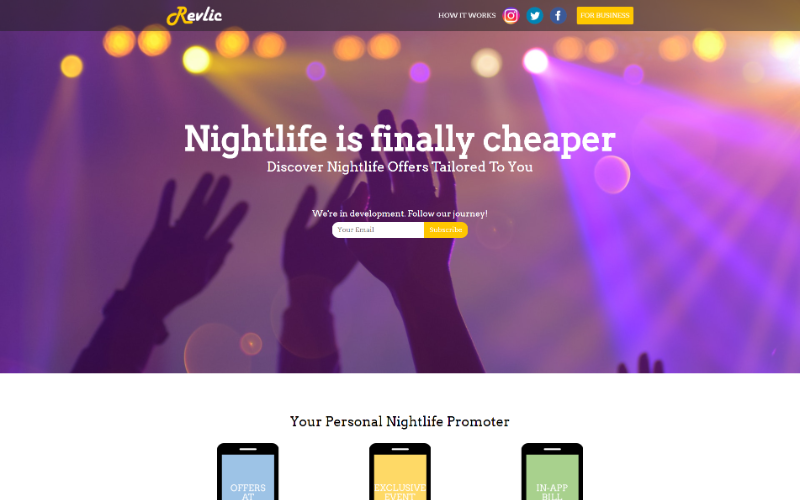 Revlic
HOW IT WORKS
FOR BUSINESS
Nightlife is finally cheaper
Discover Nightlife Offers Tailored To You
We're in development. Follow our journey!
Your Email
Subscribe
Your Personal Nightlife Promoter
OFFERS
AT
EXCLUSIVE
EVENT
IN-APP
BILL